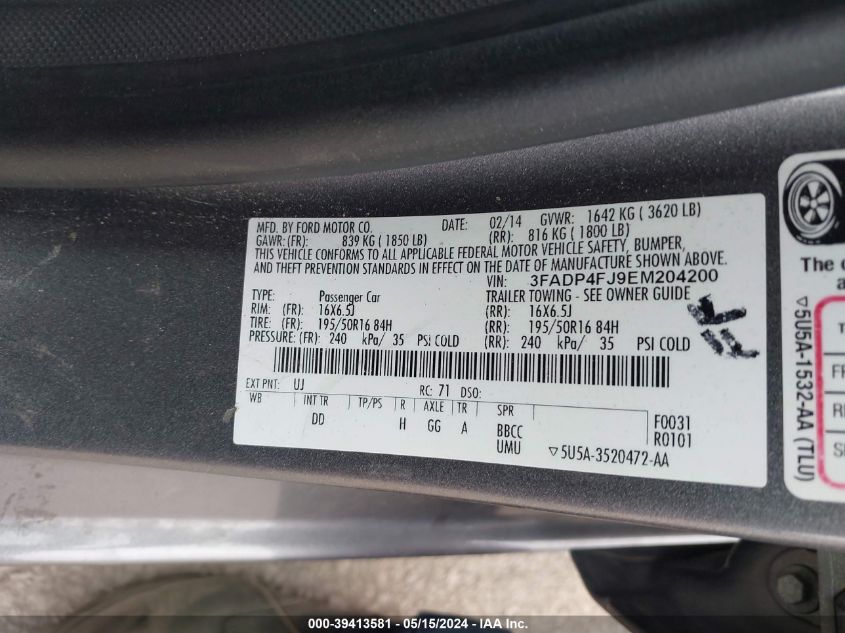 MFD. BY FORD MOTOR CO. DATE: 02/14 GVWR: 1642 KG ( 3620 LB)
GAWR: (FR): 839 KG ( 1850 LB) (RR): 816 KG ( 1800 LB)
THIS VEHICLE CONFORMS TO ALL APPLICABLE FEDERAL MOTOR VEHICLE SAFETY, BUMPER,
AND THEFT PREVENTION STANDARDS IN EFFECT ON THE DATE OF MANUFACTURE SHOWN ABOVE.
VIN: 3FADP4FJ9EM204200
TYPE: Passenger Car TRAILER TOWING - SEE OWNER GUIDE
RIM: (FR): 16X6.5J (RR): 16X6.5J
TIRE: (FR): 195/50R16 84H (RR): 195/50R16 84H
PRESSURE: (FR): 240 kPa/ 35 PSI COLD (RR): 240 kPa/ 35 PSI COLD
EXT PNT: UJ RC: 71 DSO:
WB INT TR TP/PS R AXLE TR SPR
DD H GG A BBCC F0031
UMU R0101
▽5U5A-3520472-AA
The c
a
T
FR
RE
S
▽5U5A-1532-AA (TLU)
000-39413581 - 05/15/2024 - IAAI.COM